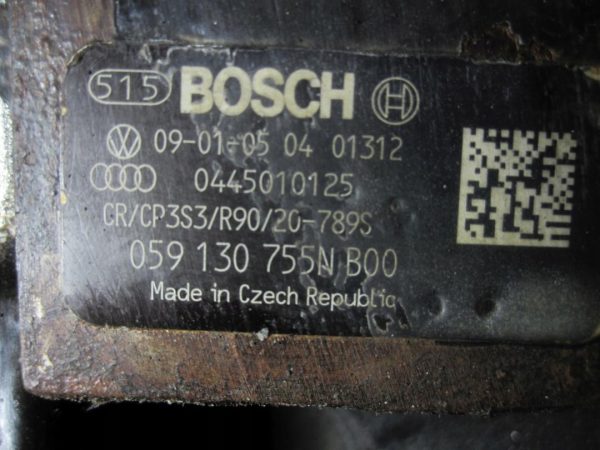 515 BOSCH
09-01-05 04 01312
0445010125
CR/CP3S3/R90/20-789S
059 130 755N B00
Made in Czech Republic